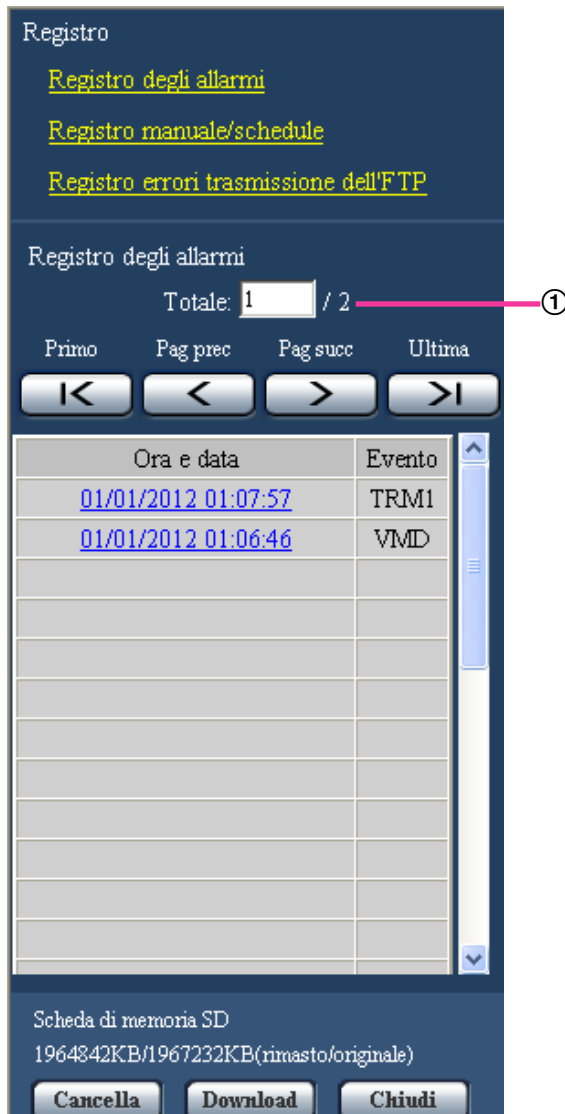 Registro
Registro degli allarmi
Registro manuale/schedule
Registro errori trasmissione dell'FTP
Registro degli allarmi
Totale: 1 / 2 ①
Primo Pag prec Pag succ Ultima
Ora e data Evento
01/01/2012 01:07:57 TRM1
01/01/2012 01:06:46 VMD
Scheda di memoria SD
1964842KB/1967232KB(rimasto/originale)
Cancella Download Chiudi